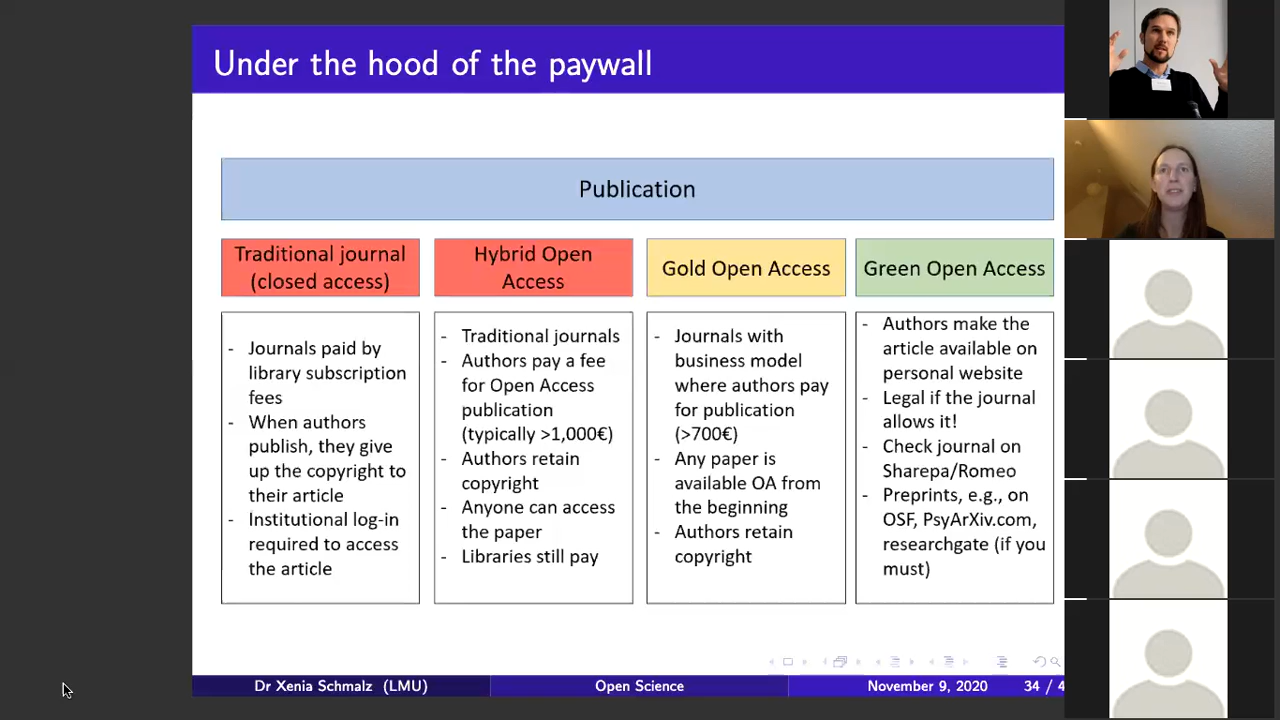 Under the hood of the paywall
Publication
Traditional journal
(closed access)
- Journals paid by
library subscription
fees
- When authors
publish, they give
up the copyright to
their article
- Institutional log-in
required to access
the article
Hybrid Open
Access
- Traditional journals
- Authors pay a fee
for Open Access
publication
(typically >1,000€)
- Authors retain
copyright
- Anyone can access
the paper
- Libraries still pay
Gold Open Access
- Journals with
business model
where authors pay
for publication
(>700€)
- Any paper is
available OA from
the beginning
- Authors retain
copyright
Green Open Access
- Authors make the
article available on
personal website
- Legal if the journal
allows it!
- Check journal on
Sharepa/Romeo
- Preprints, e.g., on
OSF, PsyArXiv.com,
researchgate (if you
must)
Dr Xenia Schmalz (LMU)
Open Science
November 9, 2020
34 / 4